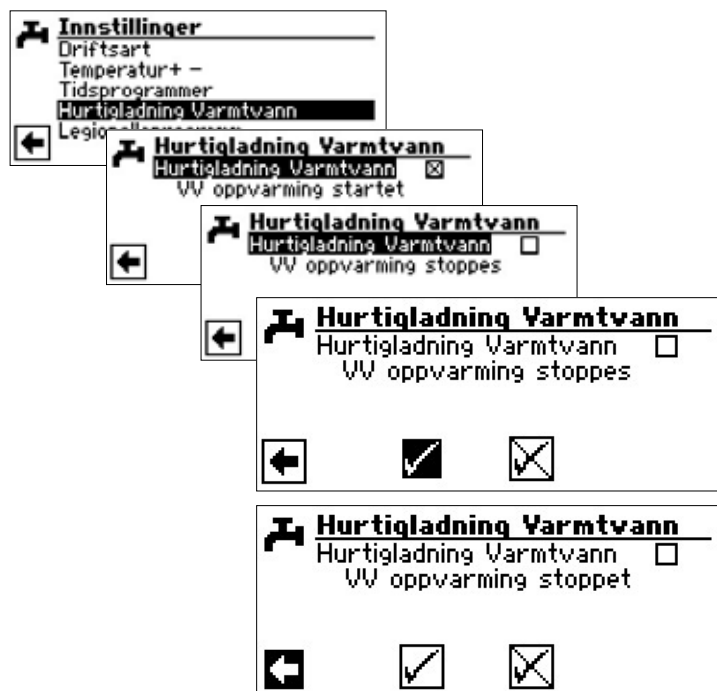 Innstillinger
Driftsart
Temperatur+ -
Tidsprogrammer
Hurtigladning Varmtvann
Hurtigladning Varmtvann
Hurtigladning Varmtvann
VV oppvarming startet
Hurtigladning Varmtvann
Hurtigladning Varmtvann
VV oppvarming stoppes
Hurtigladning Varmtvann
Hurtigladning Varmtvann
VV oppvarming stoppes
Hurtigladning Varmtvann
Hurtigladning Varmtvann
VV oppvarming stoppet